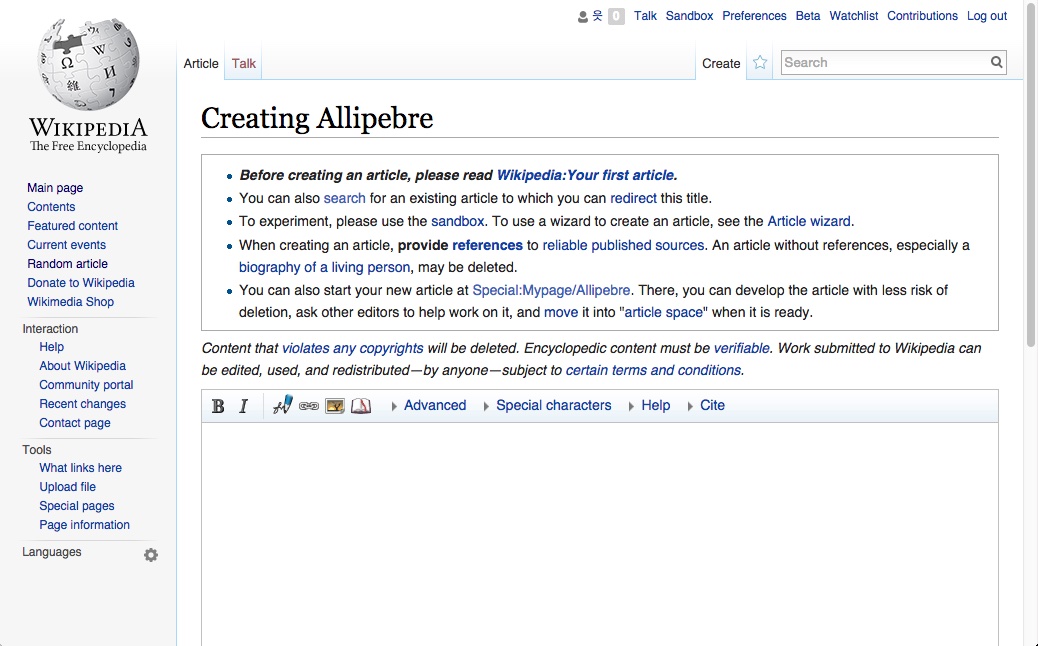 웃 0 Talk Sandbox Preferences Beta Watchlist Contributions Log out
WIKIPEDIA
The Free Encyclopedia
Article Talk Create Search
Creating Allipebre
Before creating an article, please read Wikipedia:Your first article.
You can also search for an existing article to which you can redirect this title.
To experiment, please use the sandbox. To use a wizard to create an article, see the Article wizard.
When creating an article, provide references to reliable published sources. An article without references, especially a
biography of a living person, may be deleted.
You can also start your new article at Special:Mypage/Allipebre. There, you can develop the article with less risk of
deletion, ask other editors to help work on it, and move it into "article space" when it is ready.
Content that violates any copyrights will be deleted. Encyclopedic content must be verifiable. Work submitted to Wikipedia can
be edited, used, and redistributed—by anyone—subject to certain terms and conditions.
B I Advanced Special characters Help Cite
Main page
Contents
Featured content
Current events
Random article
Donate to Wikipedia
Wikimedia Shop
Interaction
Help
About Wikipedia
Community portal
Recent changes
Contact page
Tools
What links here
Upload file
Special pages
Page information
Languages